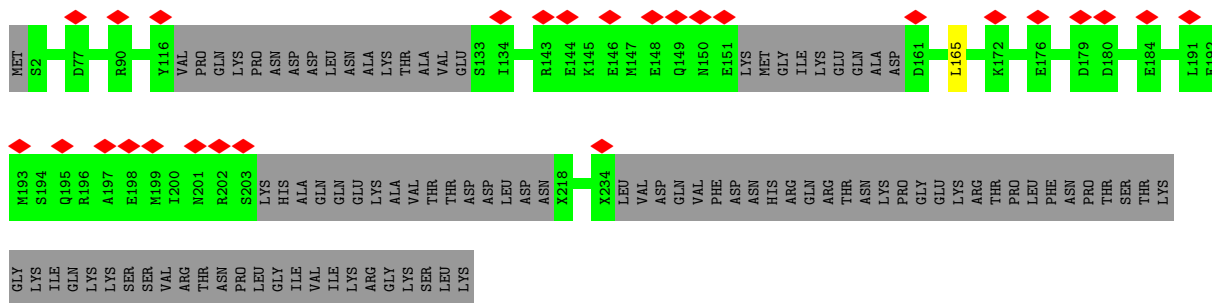 MET S2 D77 R90 Y116 VAL PRO GLN LYS PRO ASN ASP ASP LEU ASN ALA LYS THR ALA VAL GLU S133 I134 R143 E144 K145 E146 M147 E148 Q149 N150 E151 LYS MET GLY ILE LYS GLU GLN ALA ASP D161 L165 K172 E176 D179 D180 E184 L191 E192
M193 S194 Q195 R196 A197 E198 M199 I200 N201 R202 S203 LYS HIS ALA GLN GLN GLU LYS ALA VAL THR THR ASP ASP LEU ASP ASN X218 X234 LEU VAL ASP GLN VAL PHE ASP ASN HIS ARG GLN ARG THR ASN LYS PRO GLY GLU LYS ARG THR PRO LEU PHE ASN PRO THR SER THR LYS
GLY LYS ILE GLN LYS LYS SER SER VAL ARG THR ASN PRO LEU GLY ILE VAL ILE LYS ARG GLY LYS SER LEU LYS